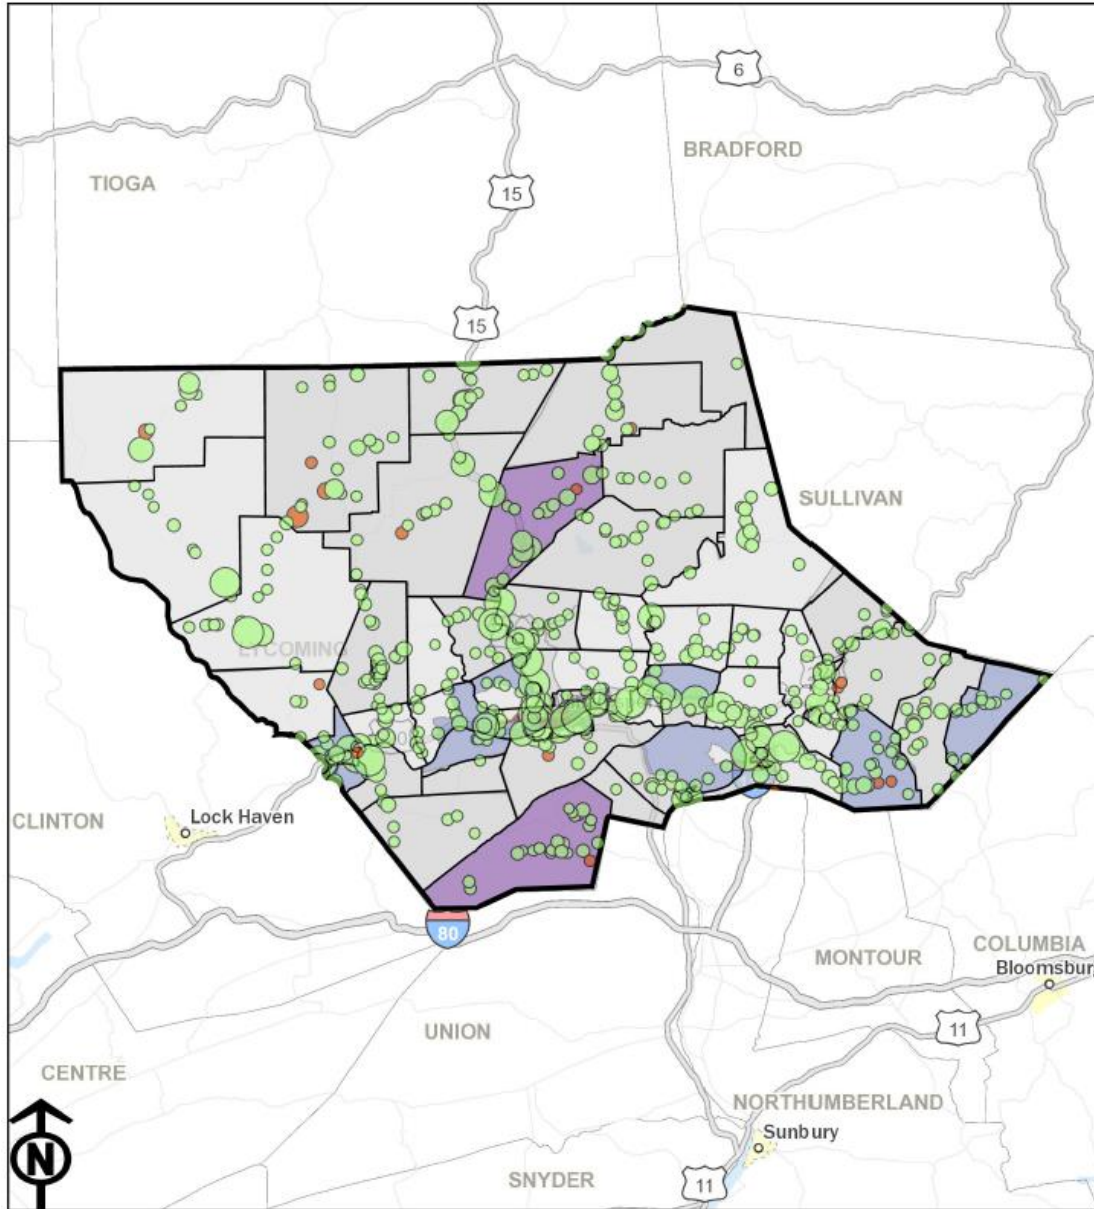 6
BRADFORD
TIOGA
15
15
SULLIVAN
LYCOMING
CLINTON
Lock Haven
80
MONTOUR
COLUMBIA
Bloomsbur
UNION
11
CENTRE
NORTHUMBERLAND
Sunbury
N
SNYDER
11